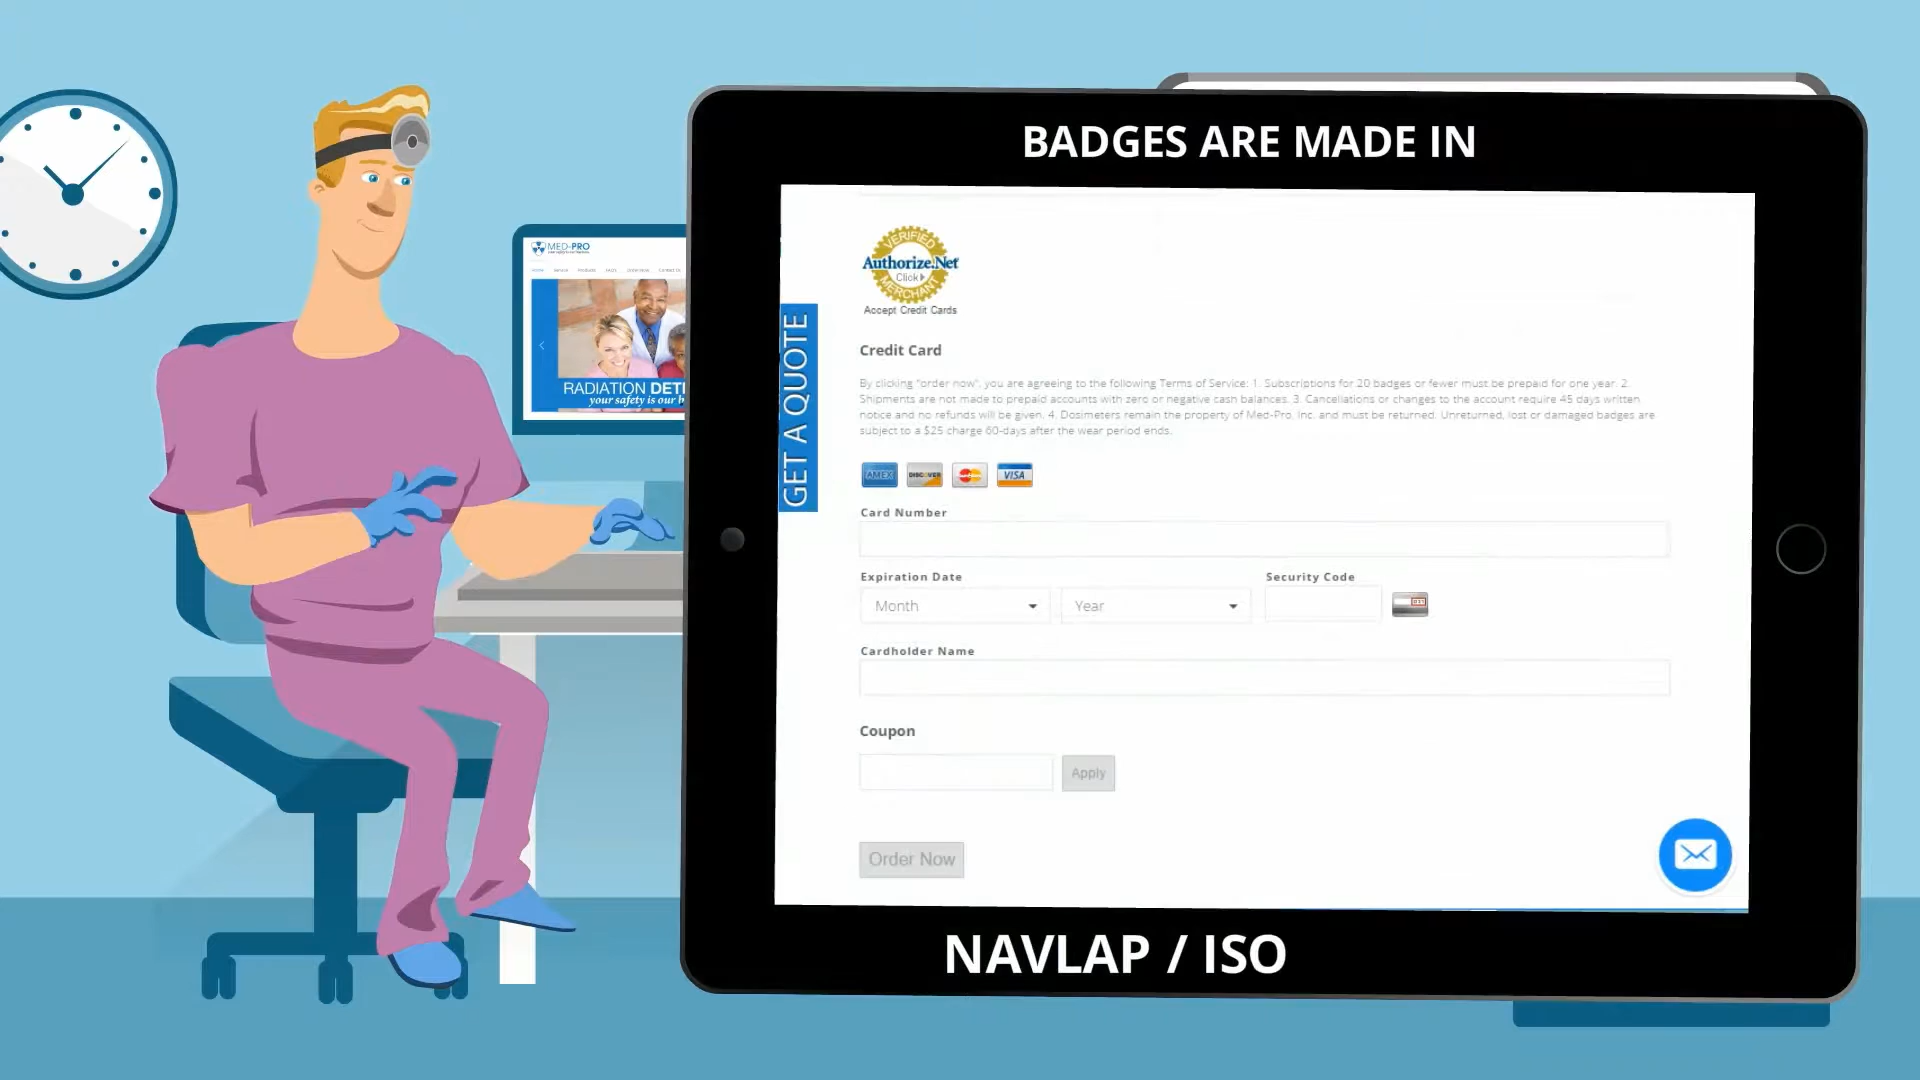 BADGES ARE MADE IN
VERIFIED
Authorize.Net
Click
MERCHANT
Accept Credit Cards
MED-PRO
RADIATION DET
your safety is our
GET A QUOTE
Credit Card
By clicking "order now", you are agreeing to the following Terms of Service: 1. Subscriptions for 20 badges or fewer must be prepaid for one year. 2.
Shipments are not made to prepaid accounts with zero or negative cash balances. 3. Cancellations or changes to the account require 45 days written
notice and no refunds will be given. 4. Dosimeters remain the property of Med-Pro, Inc. and must be returned. Unreturned, lost or damaged badges are
subject to a $25 charge 60-days after the wear period ends.
AMEX DISCOVER VISA
Card Number
Expiration Date Security Code
Month Year
Cardholder Name
Coupon
Apply
Order Now
NAVLAP / ISO